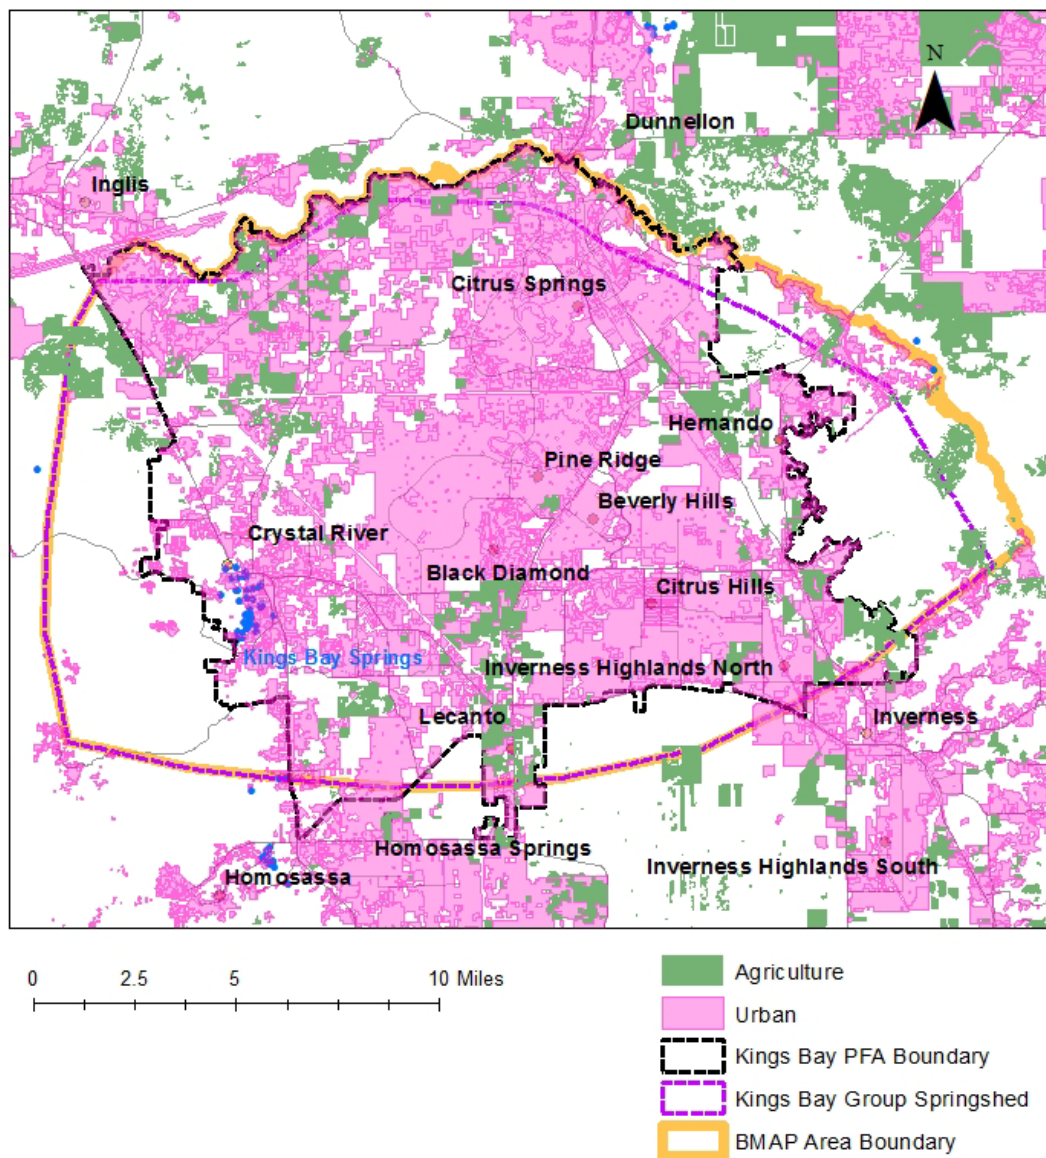 N
Dunnellon
Inglis
Citrus Springs
Hernando
Pine Ridge
Beverly Hills
Crystal River
Black Diamond
Citrus Hills
Kings Bay Springs
Inverness Highlands North
Lecanto
Inverness
Homosassa Springs
Inverness Highlands South
Homosassa
0 2.5 5 10 Miles
Agriculture
Urban
Kings Bay PFA Boundary
Kings Bay Group Springshed
BMAP Area Boundary